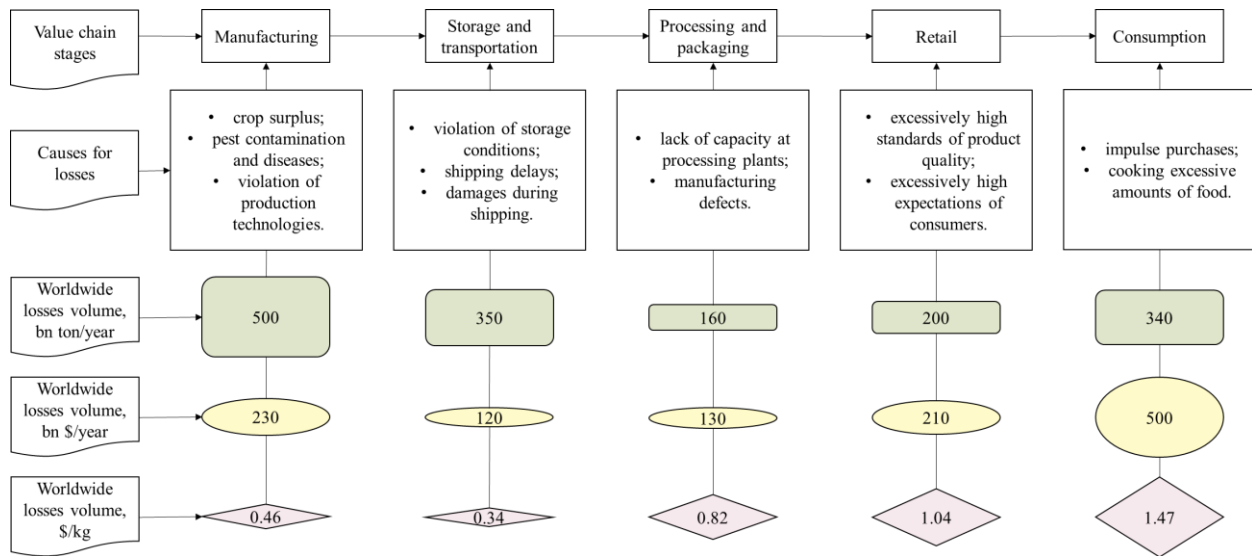 Value chain
stages
Manufacturing
Storage and
transportation
Processing and
packaging
Retail
Consumption
Causes for
losses
• crop surplus;
• pest contamination
and diseases;
• violation of
production
technologies.
• violation of storage
conditions;
• shipping delays;
• damages during
shipping.
• lack of capacity at
processing plants;
• manufacturing
defects.
• excessively high
standards of product
quality;
• excessively high
expectations of
consumers.
• impulse purchases;
• cooking excessive
amounts of food.
Worldwide
losses volume,
bn ton/year
500
350
160
200
340
Worldwide
losses volume,
bn $/year
230
120
130
210
500
Worldwide
losses volume,
$/kg
0.46
0.34
0.82
1.04
1.47